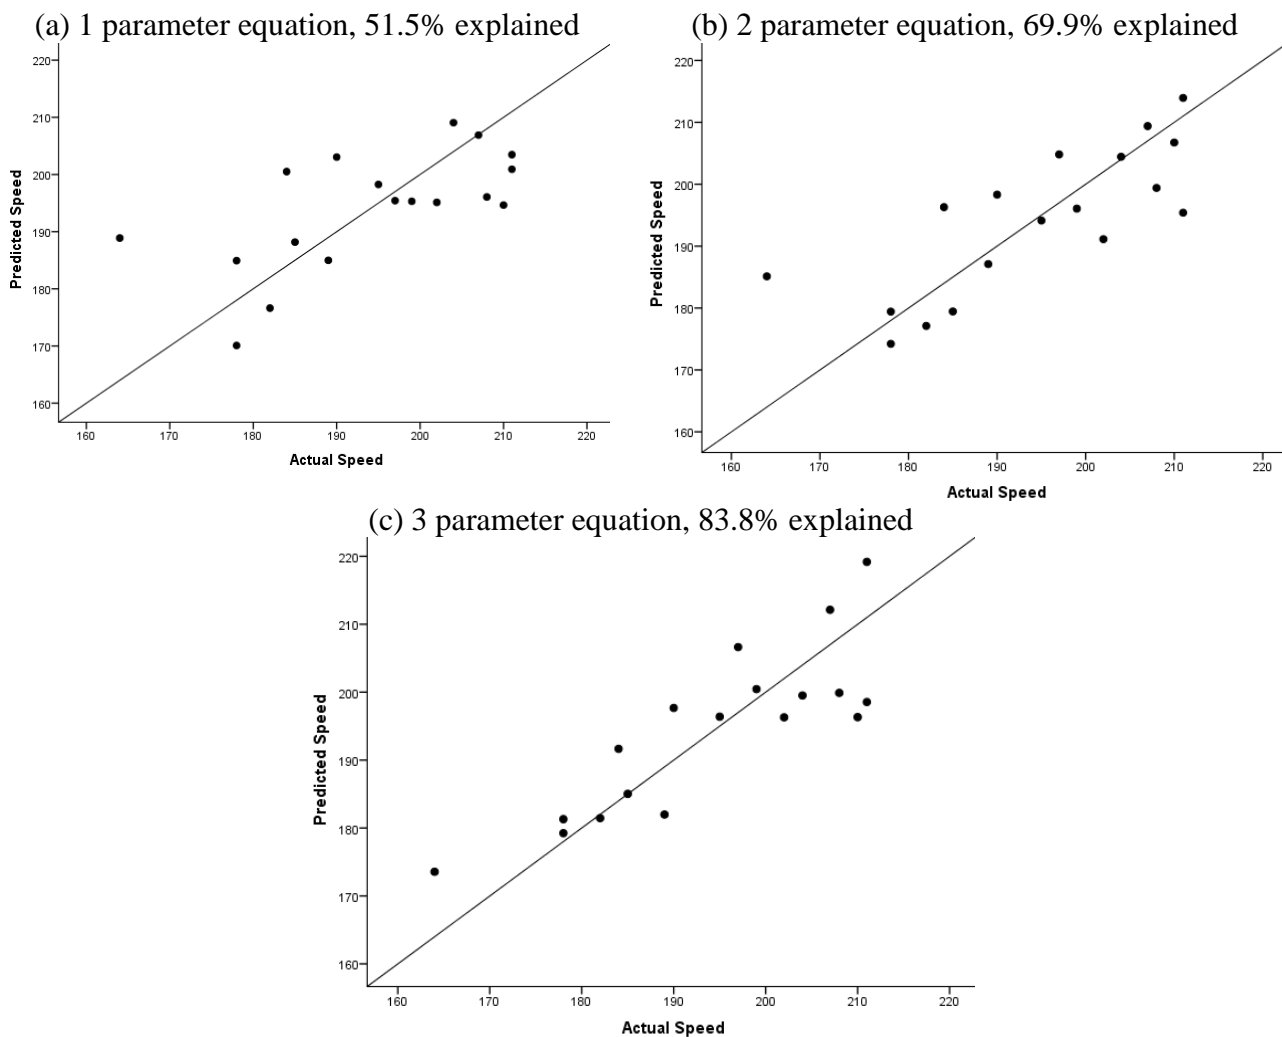 (a) 1 parameter equation, 51.5% explained
220
210
200
190
180
170
160
Predicted Speed
160 170 180 190 200 210 220
Actual Speed
(b) 2 parameter equation, 69.9% explained
220
210
200
190
180
170
160
Predicted Speed
160 170 180 190 200 210 220
Actual Speed
(c) 3 parameter equation, 83.8% explained
220
210
200
190
180
170
160
Predicted Speed
160 170 180 190 200 210 220
Actual Speed